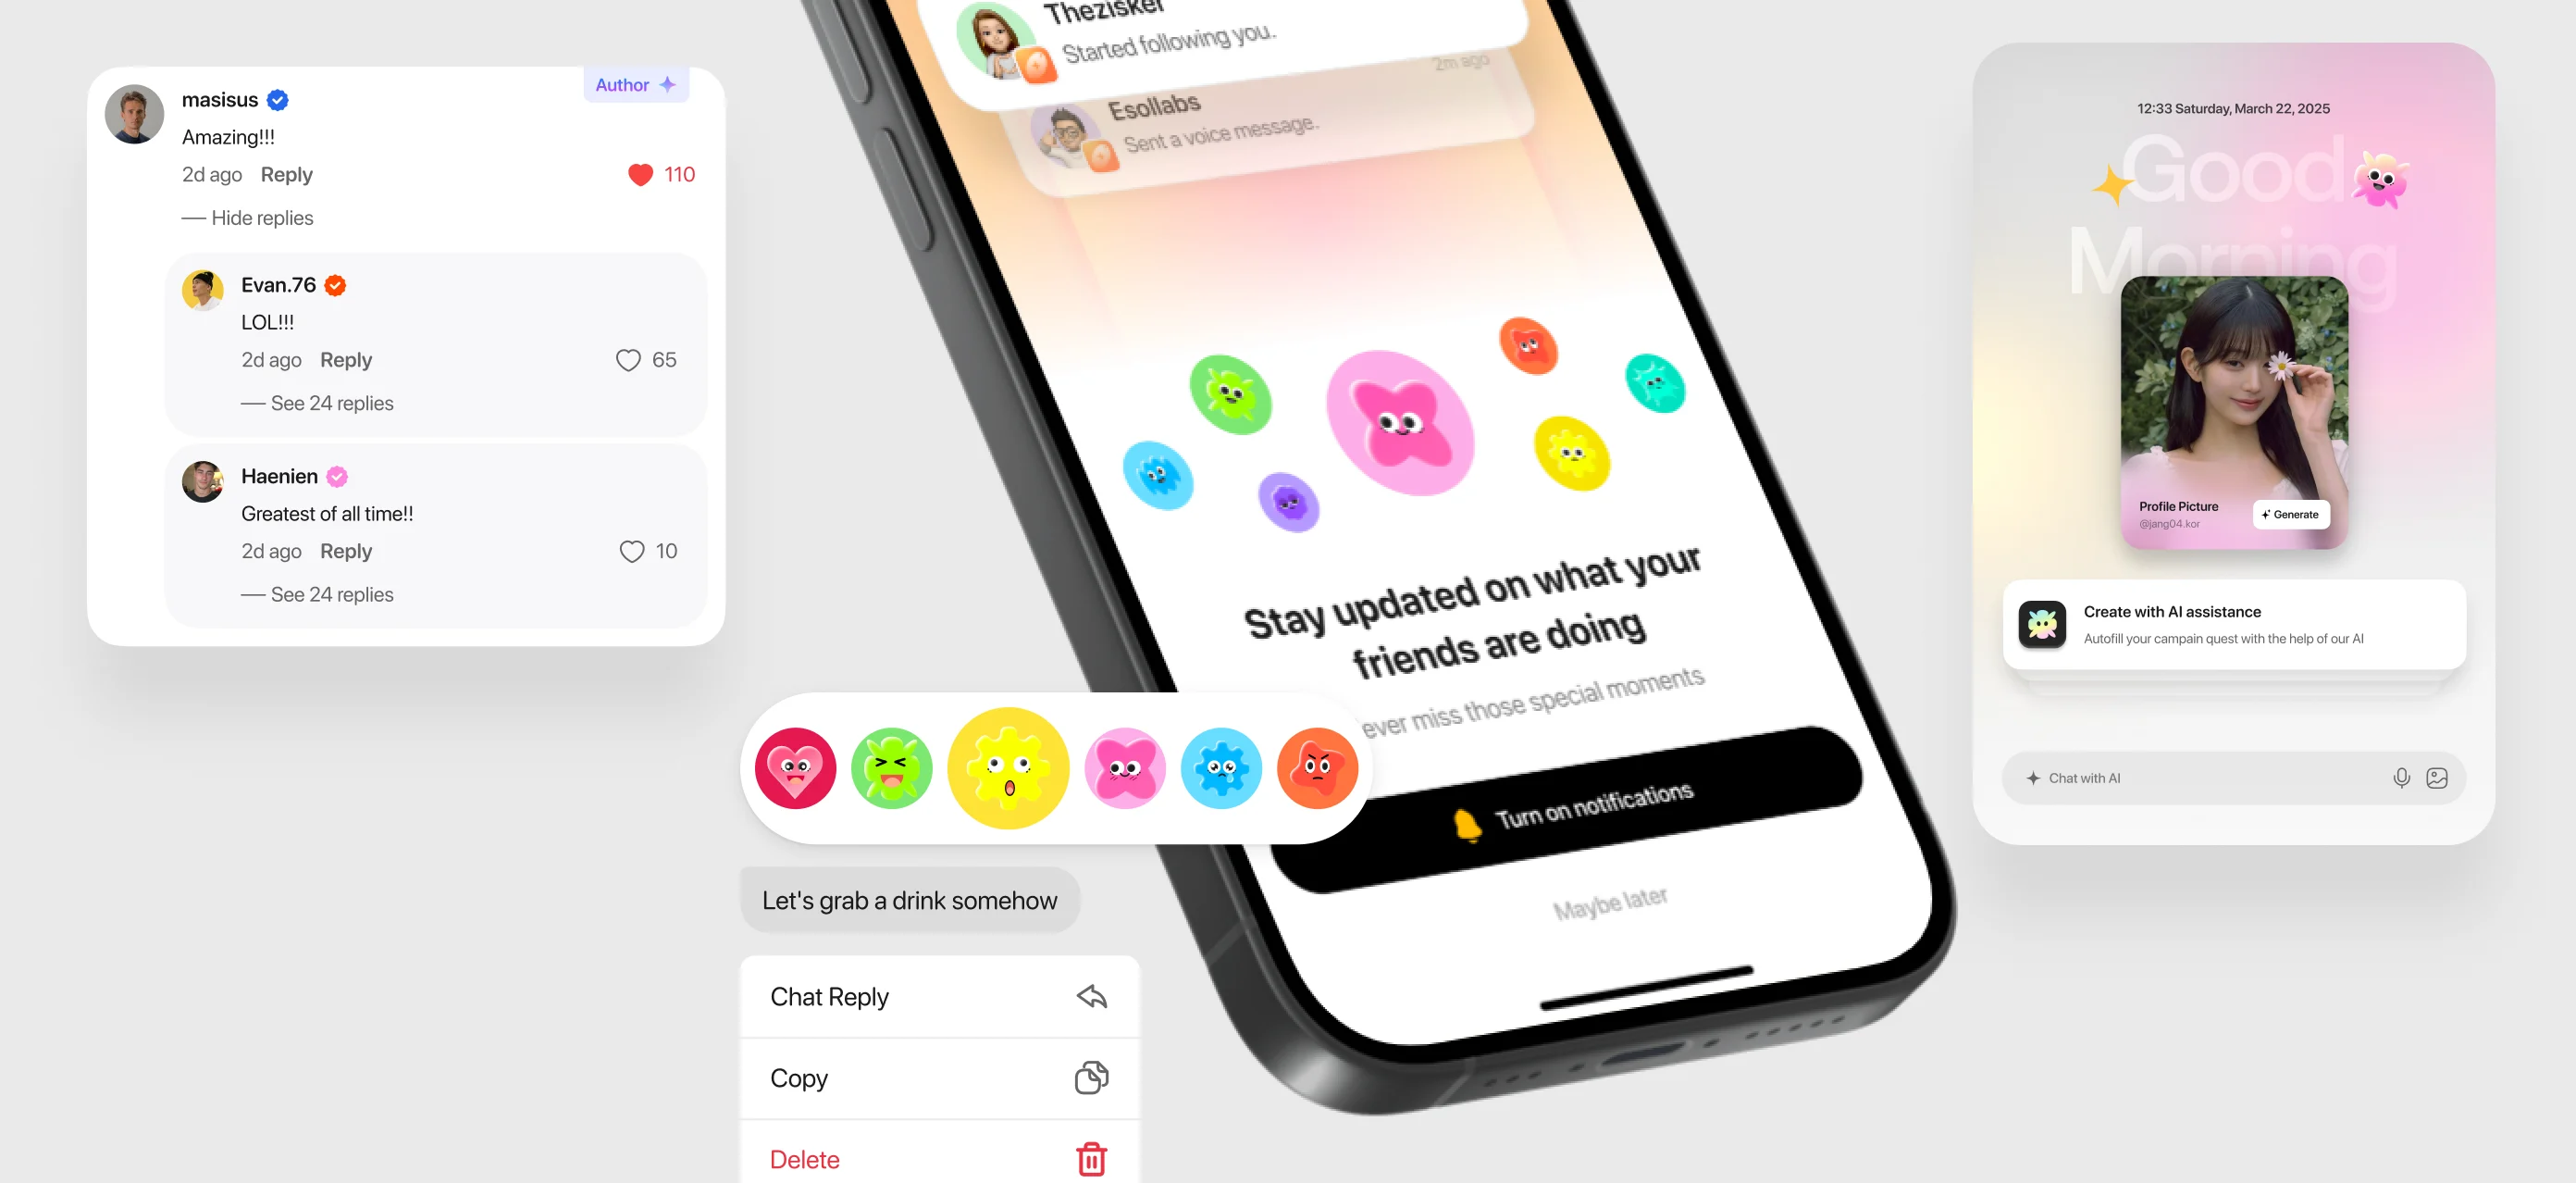 masisus
Author
Amazing!!!
2d ago Reply
110
— Hide replies
Evan.76
LOL!!!
2d ago Reply
65
— See 24 replies
Haenien
Greatest of all time!!
2d ago Reply
10
— See 24 replies
Thezisker
Started following you.
2m ago
Esollabs
Sent a voice message.
Stay updated on what your
friends are doing
miss those special moments
Turn on notifications
Maybe later
Let's grab a drink somehow
Chat Reply
Copy
Delete
12:33 Saturday, March 22, 2025
Good
Morning
Profile Picture
@jang04.kor
Generate
Create with AI assistance
Autofill your campain quest with the help of our AI
Chat with AI